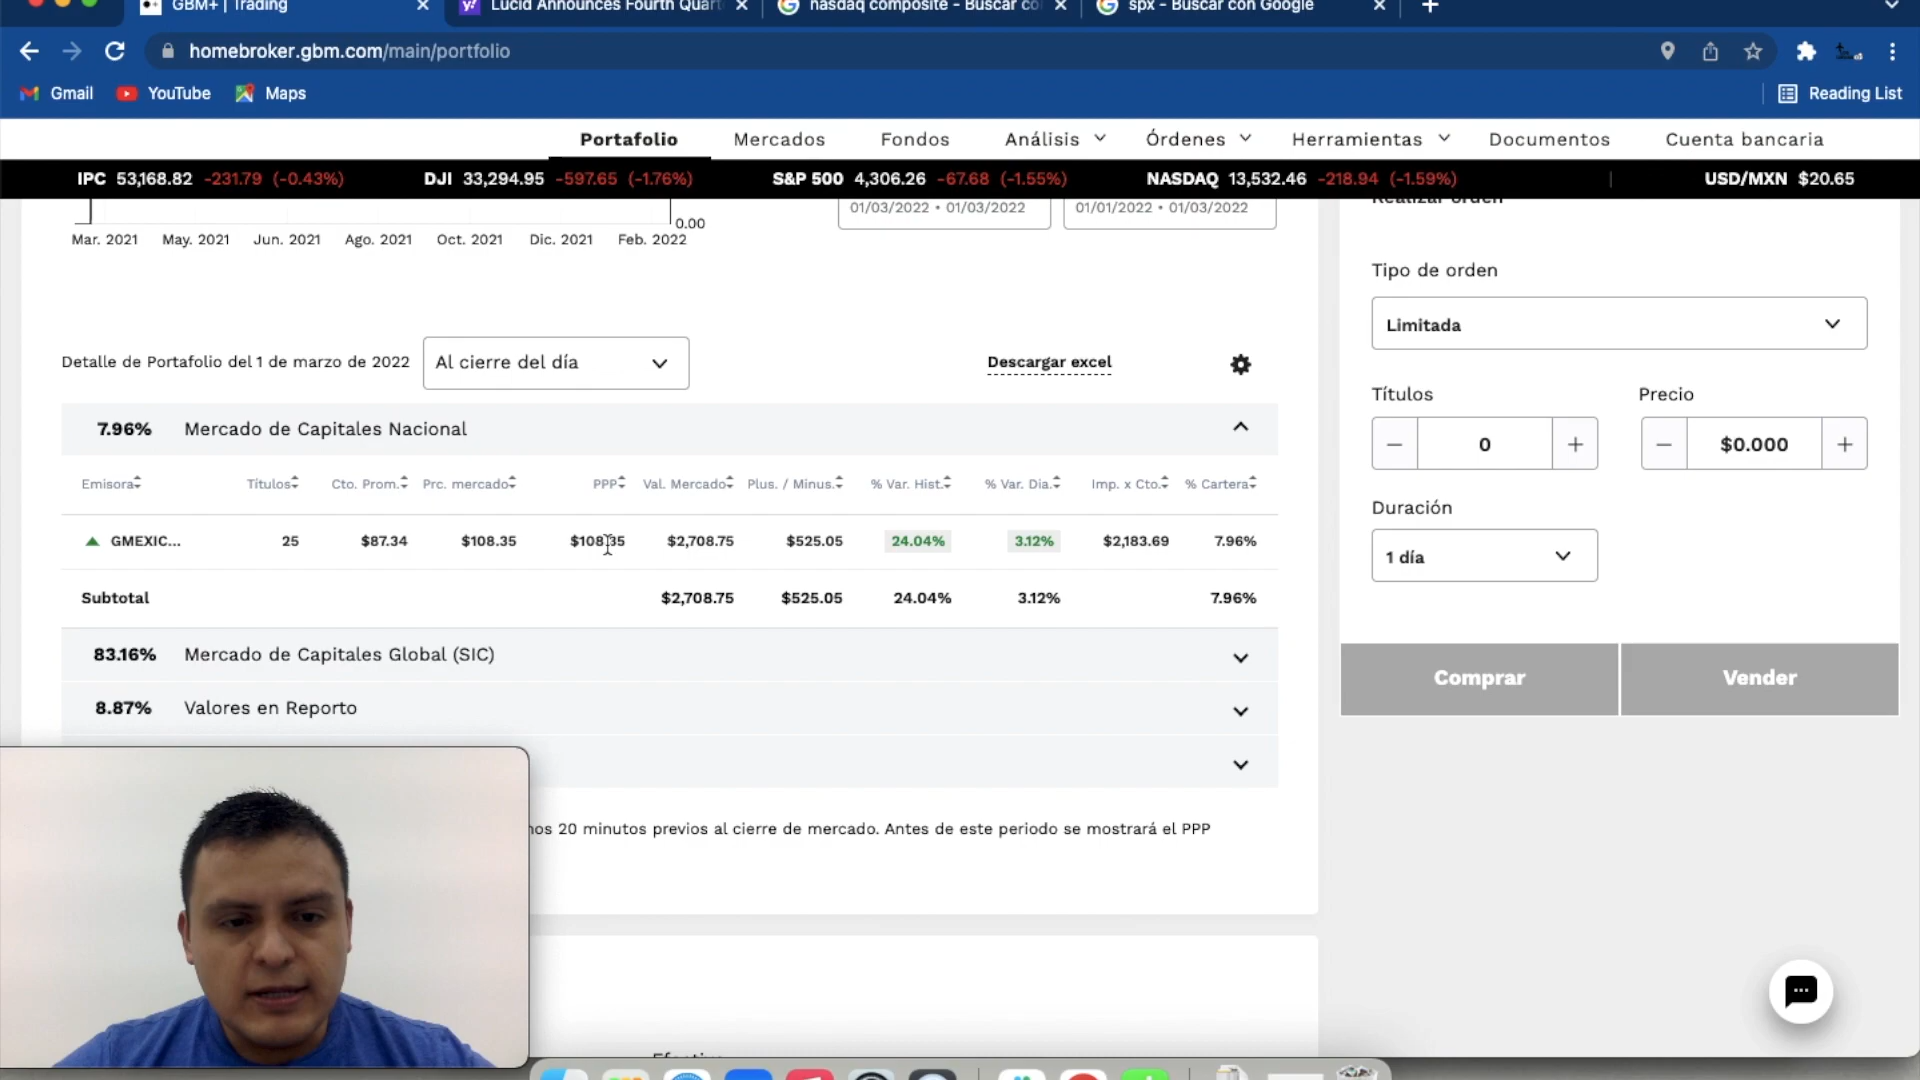 GBM+ | Trading
Lucid Announces Fourth Quart
nasdaq composite - Buscar co
spx - Buscar con Google
homebroker.gbm.com/main/portfolio
Gmail YouTube Maps Reading List
Portafolio Mercados Fondos Análisis Órdenes Herramientas Documentos Cuenta bancaria
IPC 53,168.82 -231.79 (-0.43%) DJI 33,294.95 -597.65 (-1.76%) S&P 500 4,306.26 -67.68 (-1.55%) NASDAQ 13,532.46 -218.94 (-1.59%) USD/MXN $20.65
Realizar orden
01/03/2022 • 01/03/2022 01/01/2022 • 01/03/2022
0.00
Mar. 2021 May. 2021 Jun. 2021 Ago. 2021 Oct. 2021 Dic. 2021 Feb. 2022
Tipo de orden
Limitada
Detalle de Portafolio del 1 de marzo de 2022 Al cierre del día Descargar excel
Títulos Precio
0 $0.000
7.96% Mercado de Capitales Nacional
Emisora Títulos Cto. Prom. Prc. mercado PPP Val. Mercado Plus. / Minus. % Var. Hist. % Var. Dia. Imp. x Cto. % Cartera
Duración
1 día
GMEXIC... 25 $87.34 $108.35 $108.35 $2,708.75 $525.05 24.04% 3.12% $2,183.69 7.96%
Subtotal $2,708.75 $525.05 24.04% 3.12% 7.96%
83.16% Mercado de Capitales Global (SIC)
Comprar Vender
8.87% Valores en Reporto
nos 20 minutos previos al cierre de mercado. Antes de este periodo se mostrará el PPP